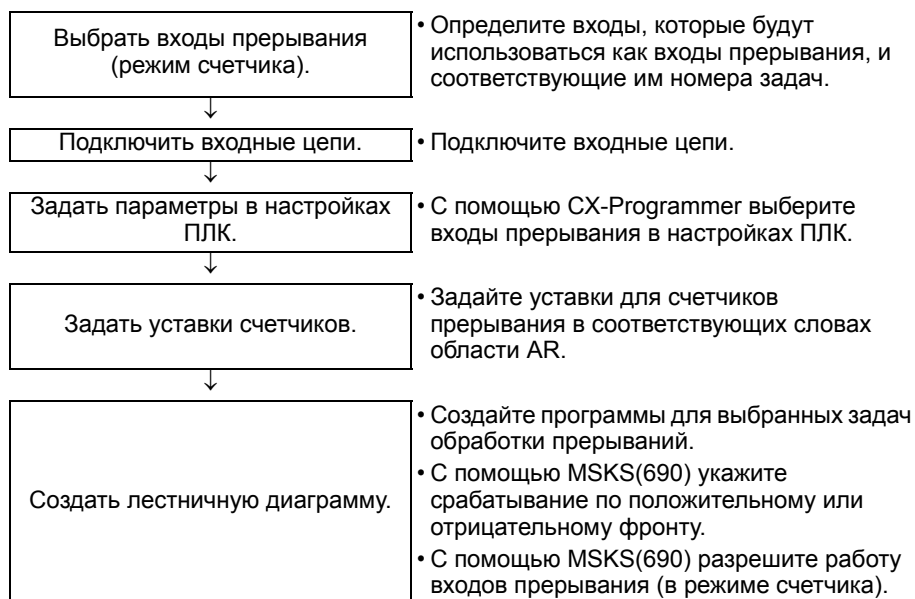 Выбрать входы прерывания
(режим счетчика).
• Определите входы, которые будут
использоваться как входы прерывания, и
соответствующие им номера задач.
↓
Подключить входные цепи.
• Подключите входные цепи.
↓
Задать параметры в настройках
ПЛК.
• С помощью CX-Programmer выберите
входы прерывания в настройках ПЛК.
↓
Задать уставки счетчиков.
• Задайте уставки для счетчиков
прерывания в соответствующих словах
области AR.
↓
Создать лестничную диаграмму.
• Создайте программы для выбранных задач
обработки прерываний.
• С помощью MSKS(690) укажите
срабатывание по положительному или
отрицательному фронту.
• С помощью MSKS(690) разрешите работу
входов прерывания (в режиме счетчика).